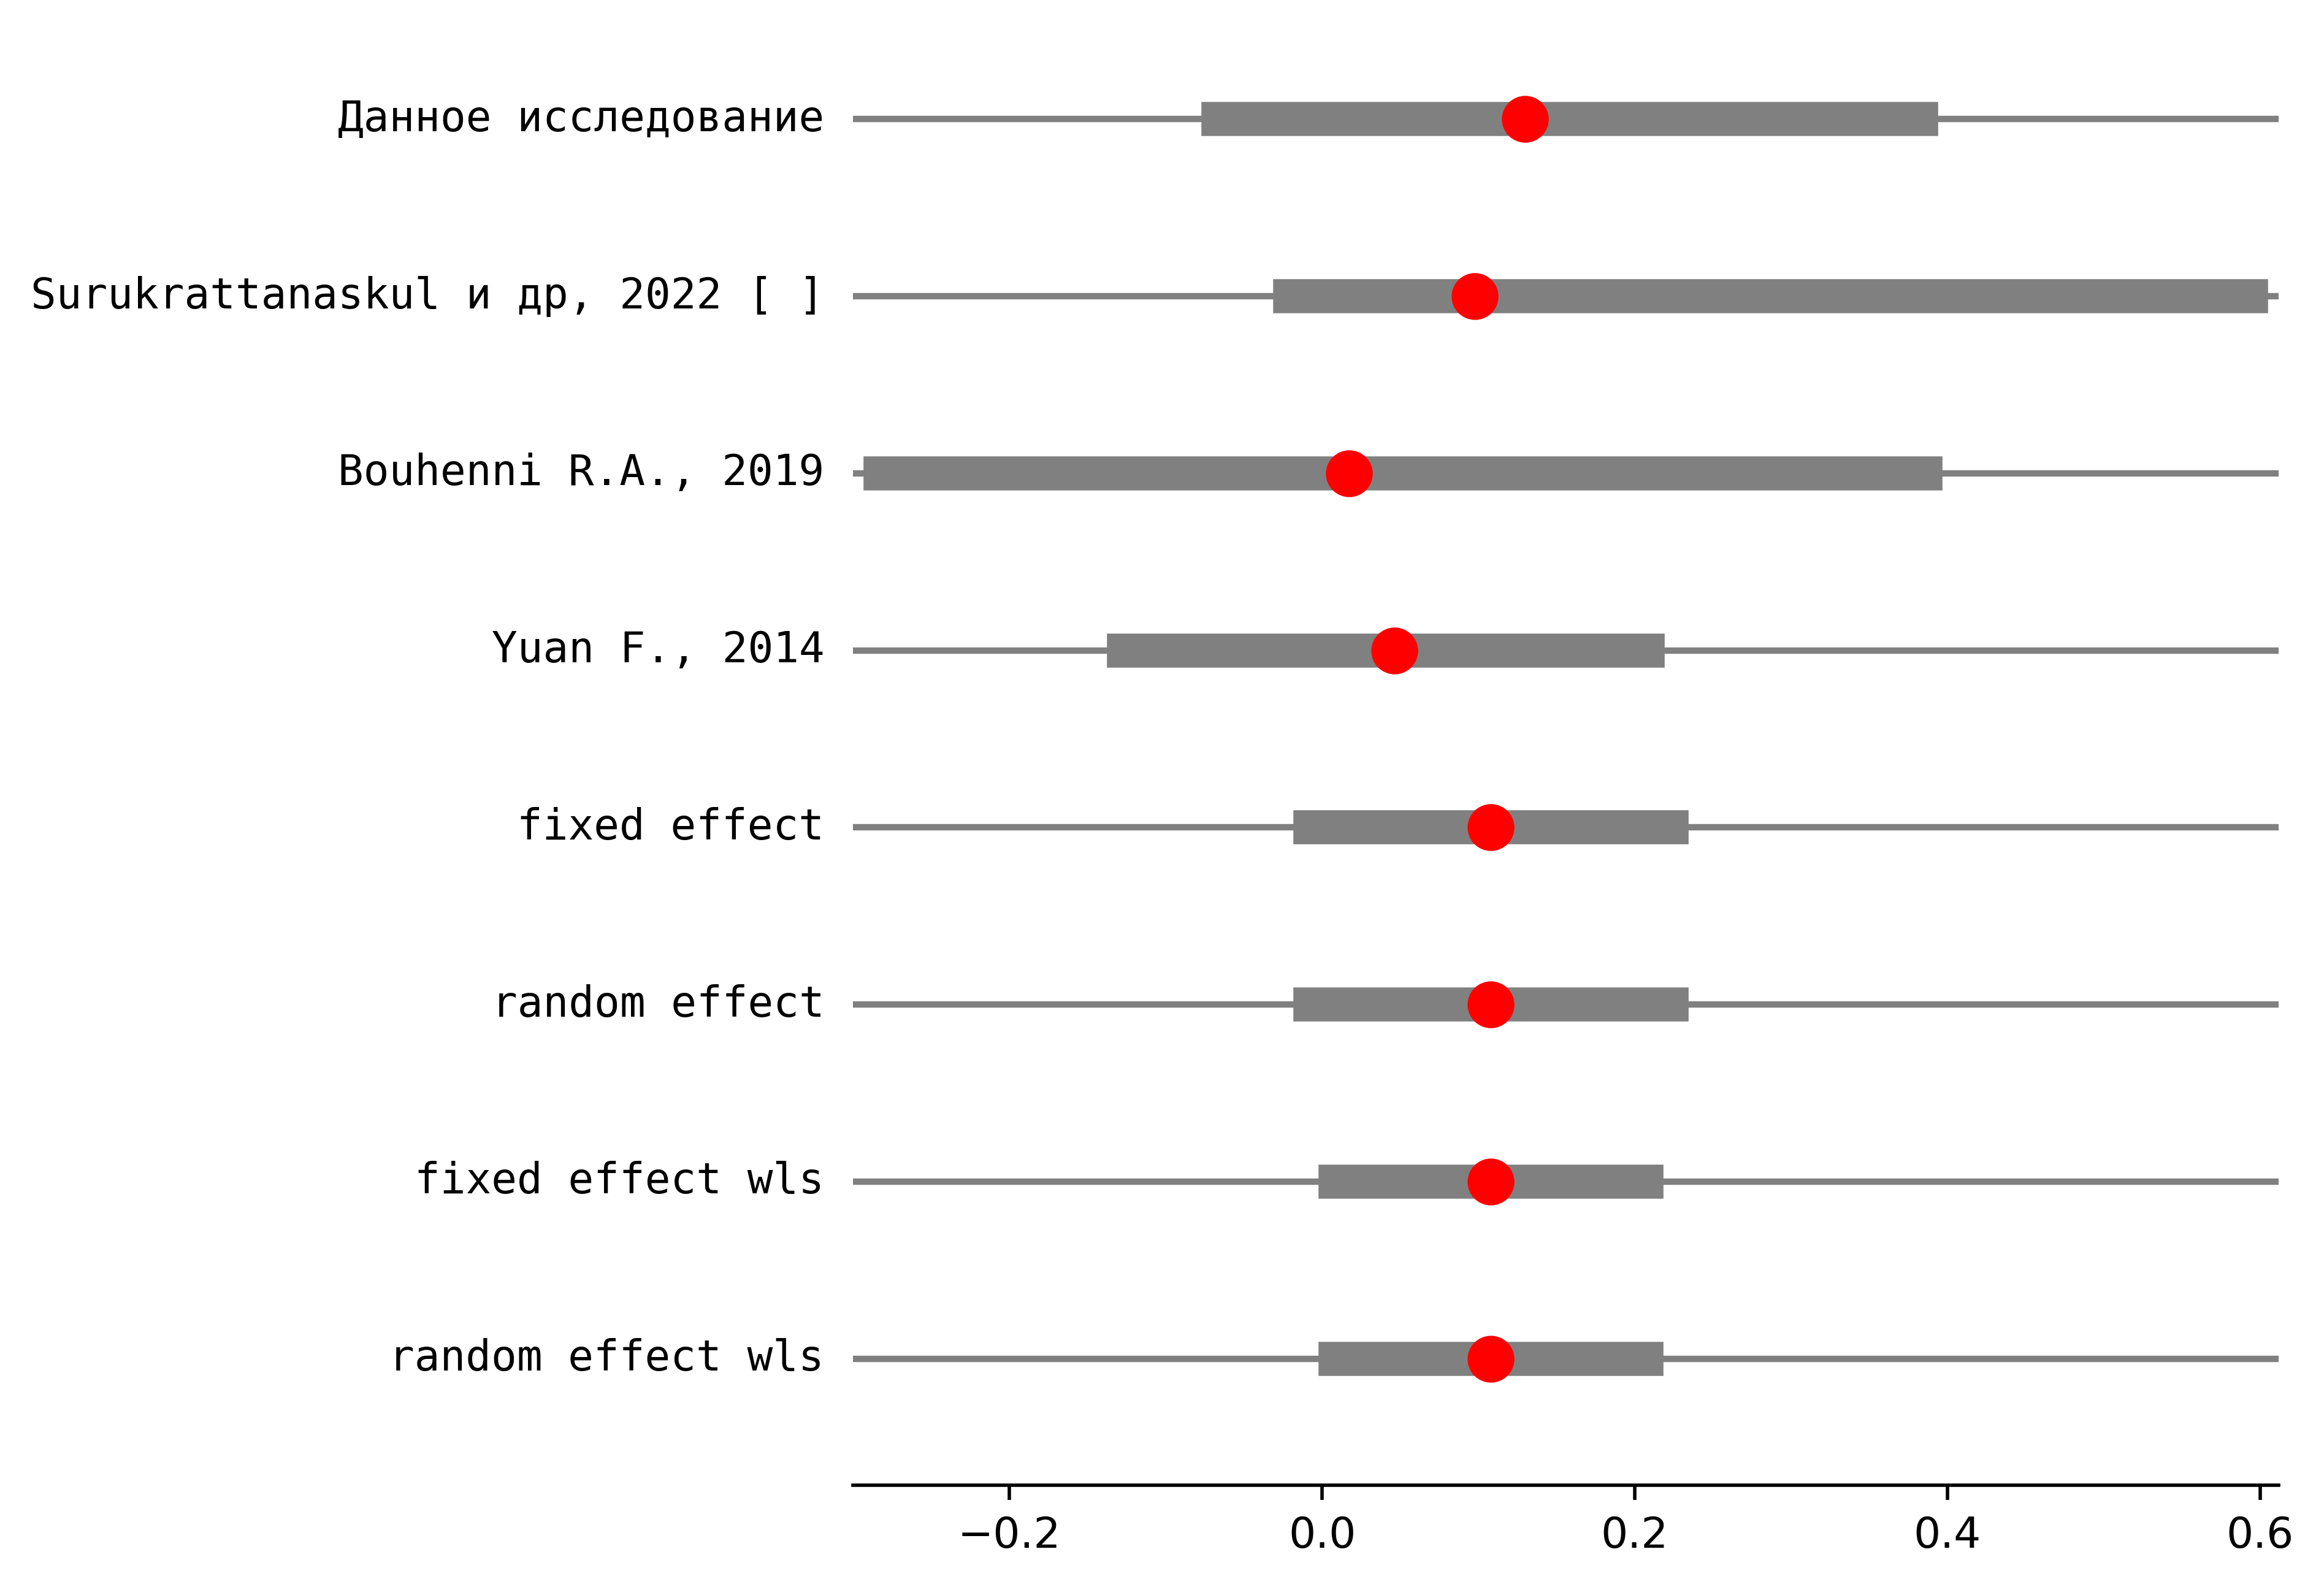 Данное исследование
Surukrattanaskul и др, 2022 [ ]
Bouhenni R.A., 2019
Yuan F., 2014
fixed effect
random effect
fixed effect wls
random effect wls
−0.2 0.0 0.2 0.4 0.6